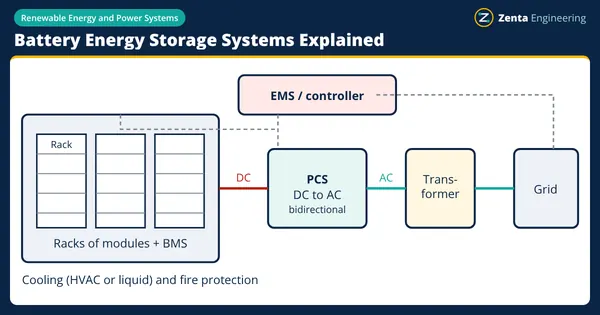 Renewable Energy and Power Systems
Zenta Engineering
Battery Energy Storage Systems Explained
EMS / controller
Rack
DC
PCS
DC to AC
bidirectional
AC
Trans-
former
Grid
Racks of modules + BMS
Cooling (HVAC or liquid) and fire protection